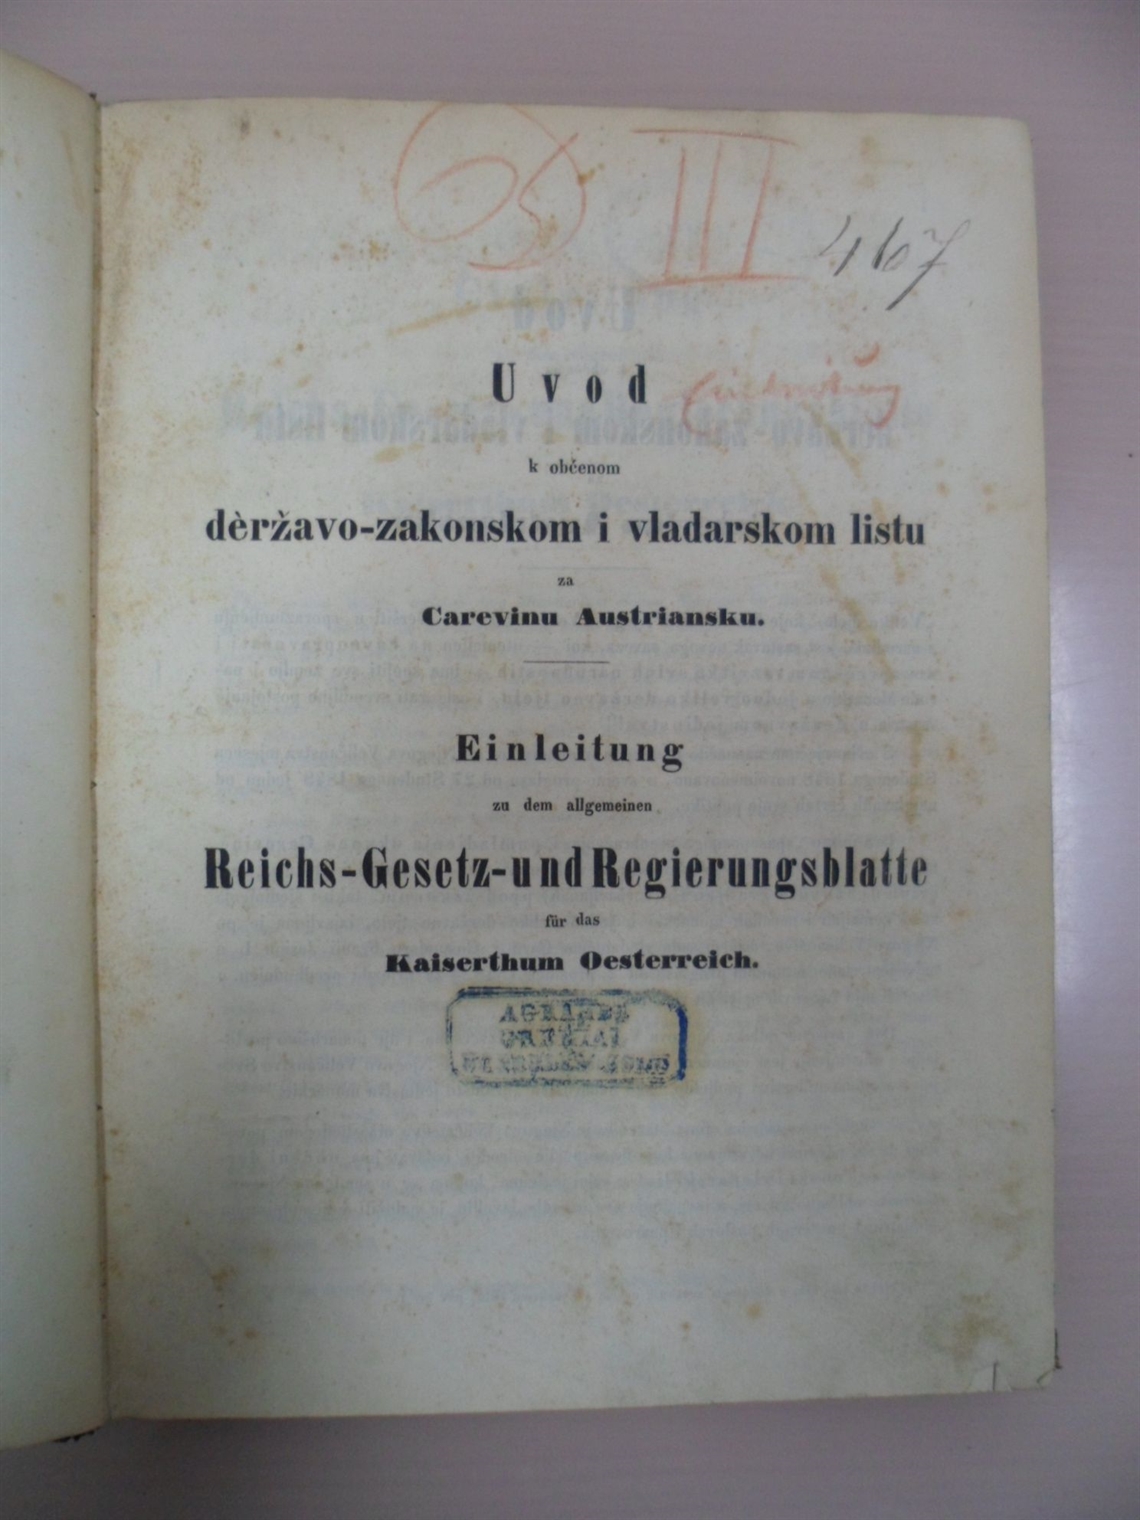 III
467
Uvod
k občenom
dèržavo-zakonskom i vladarskom listu
za
Carevinu Austriansku.
Einleitung
zu dem allgemeinen
Reichs-Gesetz-und Regierungsblatte
für das
Kaiserthum Oesterreich.